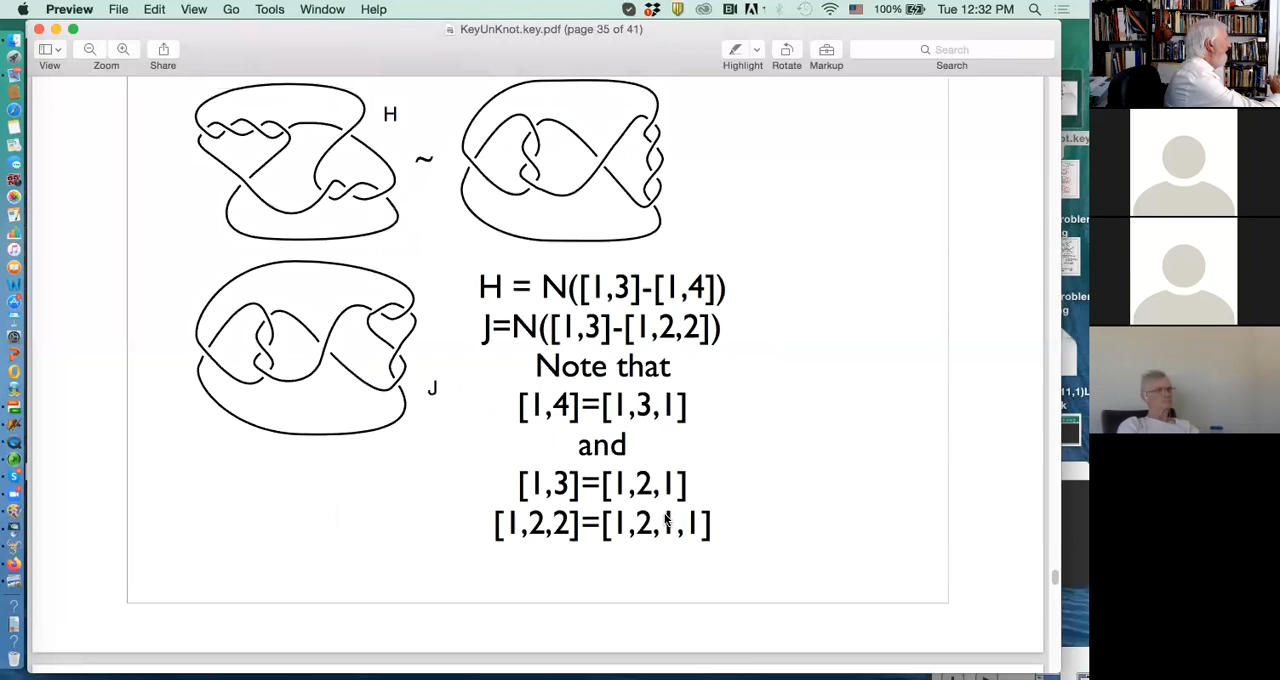 Preview File Edit View Go Tools Window Help 100% Tue 12:32 PM
KeyUnKnot.key.pdf (page 35 of 41)
View Zoom Share Highlight Rotate Markup Search
Search
H
~
J
H = N([1,3]-[1,4])
J=N([1,3]-[1,2,2])
Note that
[1,4]=[1,3,1]
and
[1,3]=[1,2,1]
[1,2,2]=[1,2,1,1]